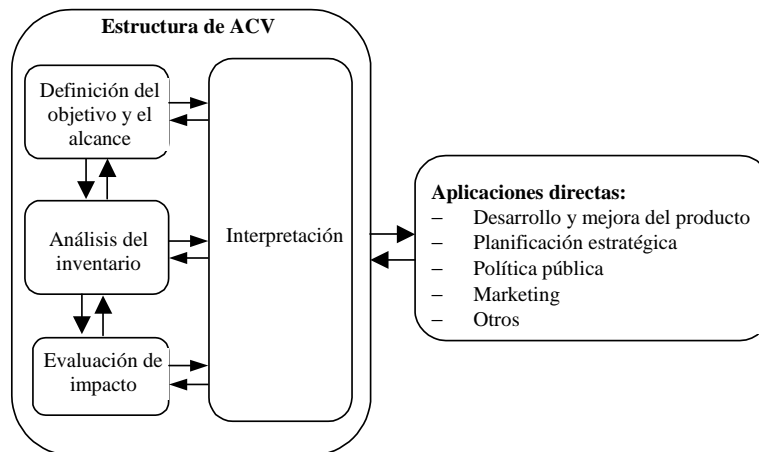 Estructura de ACV
Definición del
objetivo y el
alcance
Análisis del
inventario
Evaluación de
impacto
Interpretación
Aplicaciones directas:
– Desarrollo y mejora del producto
– Planificación estratégica
– Política pública
– Marketing
– Otros